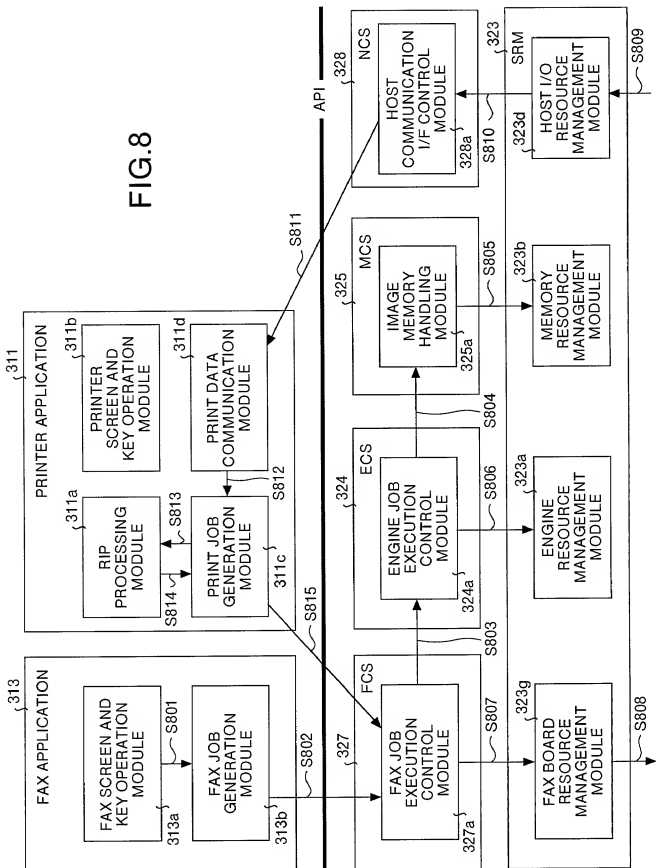 FIG.8
313
FAX APPLICATION
FAX SCREEN AND
KEY OPERATION
MODULE
313a
S801
FAX JOB
GENERATION
MODULE
313b
S802
311
PRINTER APPLICATION
311a
RIP
PROCESSING
MODULE
311b
PRINTER
SCREEN AND
KEY OPERATION
MODULE
S814
S813
PRINT JOB
GENERATION
MODULE
311c
S812
311d
PRINT DATA
COMMUNICATION
MODULE
S815
S811
API
327
FCS
FAX JOB
EXECUTION
CONTROL
MODULE
327a
S803
324
ECS
ENGINE JOB
EXECUTION
CONTROL
MODULE
324a
S804
325
MCS
IMAGE
MEMORY
HANDLING
MODULE
325a
328
NCS
HOST
COMMUNICATION
I/F CONTROL
MODULE
328a
S807
S806
S805
S810
323
SRM
323g
FAX BOARD
RESOURCE
MANAGEMENT
MODULE
323a
ENGINE
RESOURCE
MANAGEMENT
MODULE
323b
MEMORY
RESOURCE
MANAGEMENT
MODULE
323d
HOST I/O
RESOURCE
MANAGEMENT
MODULE
S808
S809